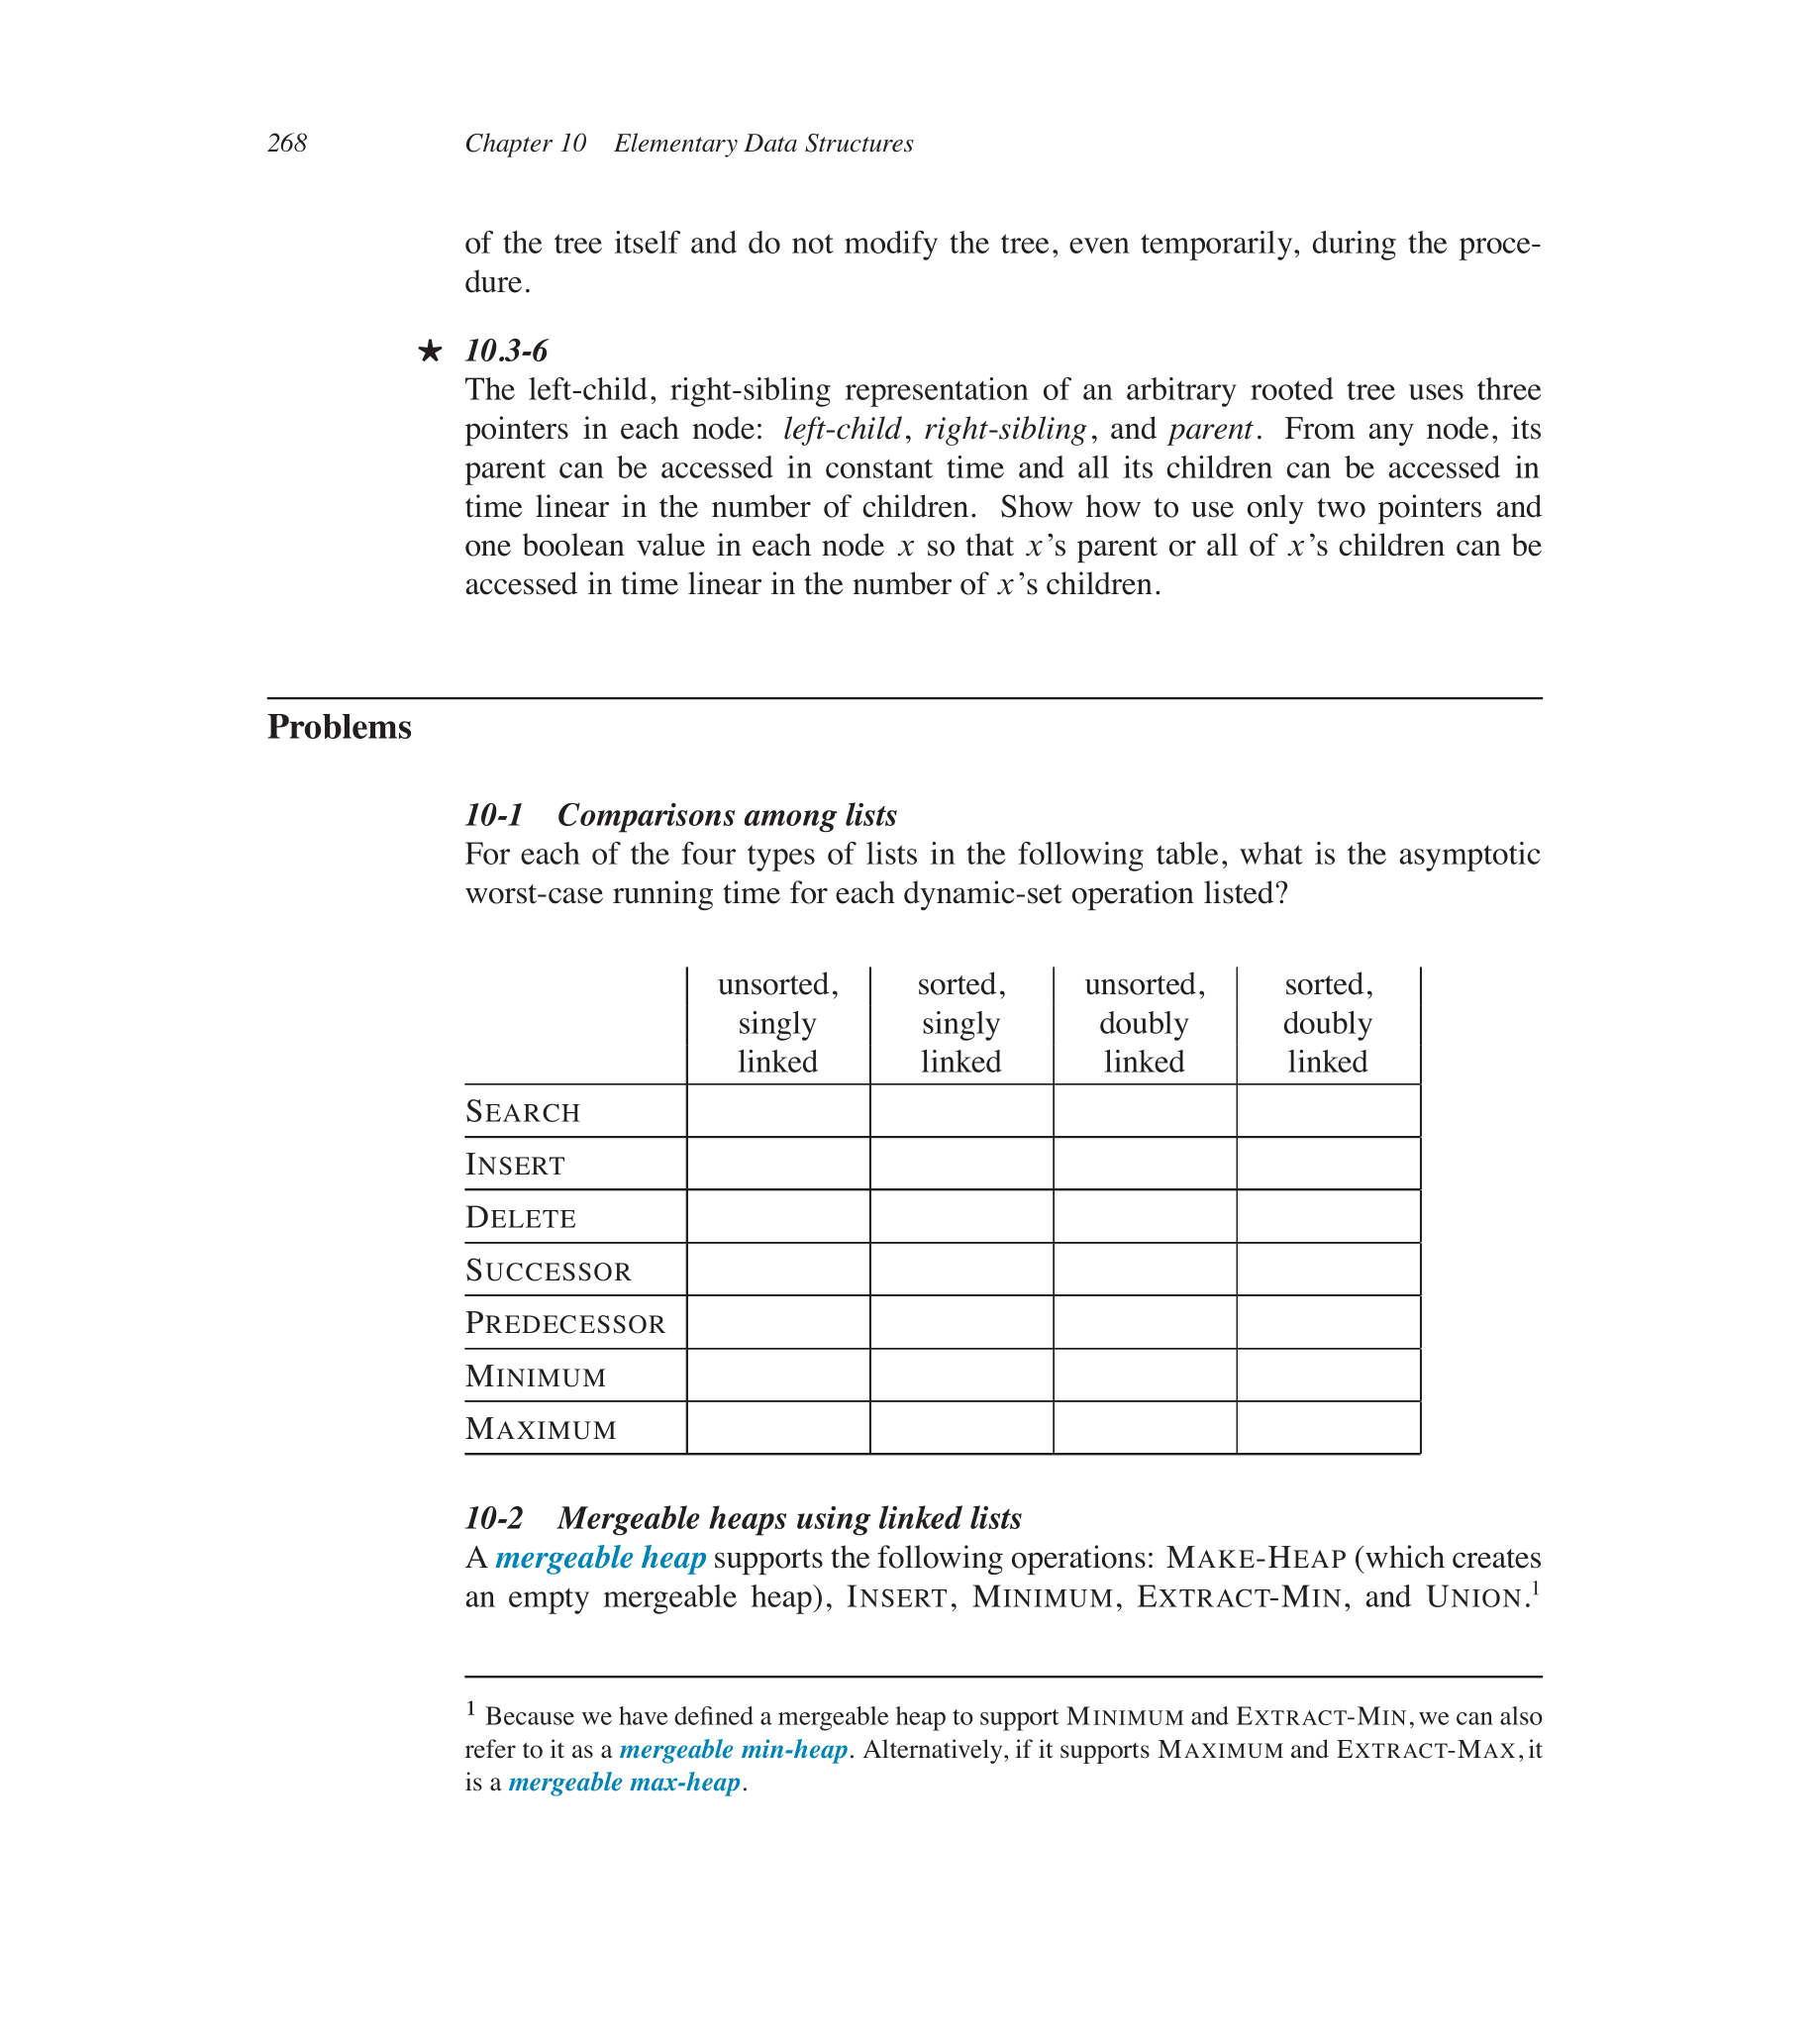 268 Chapter 10 Elementary Data Structures
of the tree itself and do not modify the tree, even temporarily, during the proce-
dure.
★ 10.3-6
The left-child, right-sibling representation of an arbitrary rooted tree uses three
pointers in each node: left-child, right-sibling, and parent. From any node, its
parent can be accessed in constant time and all its children can be accessed in
time linear in the number of children. Show how to use only two pointers and
one boolean value in each node x so that x’s parent or all of x’s children can be
accessed in time linear in the number of x’s children.
Problems
10-1 Comparisons among lists
For each of the four types of lists in the following table, what is the asymptotic
worst-case running time for each dynamic-set operation listed?
unsorted, sorted, unsorted, sorted,
singly singly doubly doubly
linked linked linked linked
SEARCH
INSERT
DELETE
SUCCESSOR
PREDECESSOR
MINIMUM
MAXIMUM
10-2 Mergeable heaps using linked lists
A mergeable heap supports the following operations: MAKE-HEAP (which creates
an empty mergeable heap), INSERT, MINIMUM, EXTRACT-MIN, and UNION.¹
¹ Because we have defined a mergeable heap to support MINIMUM and EXTRACT-MIN, we can also
refer to it as a mergeable min-heap. Alternatively, if it supports MAXIMUM and EXTRACT-MAX, it
is a mergeable max-heap.